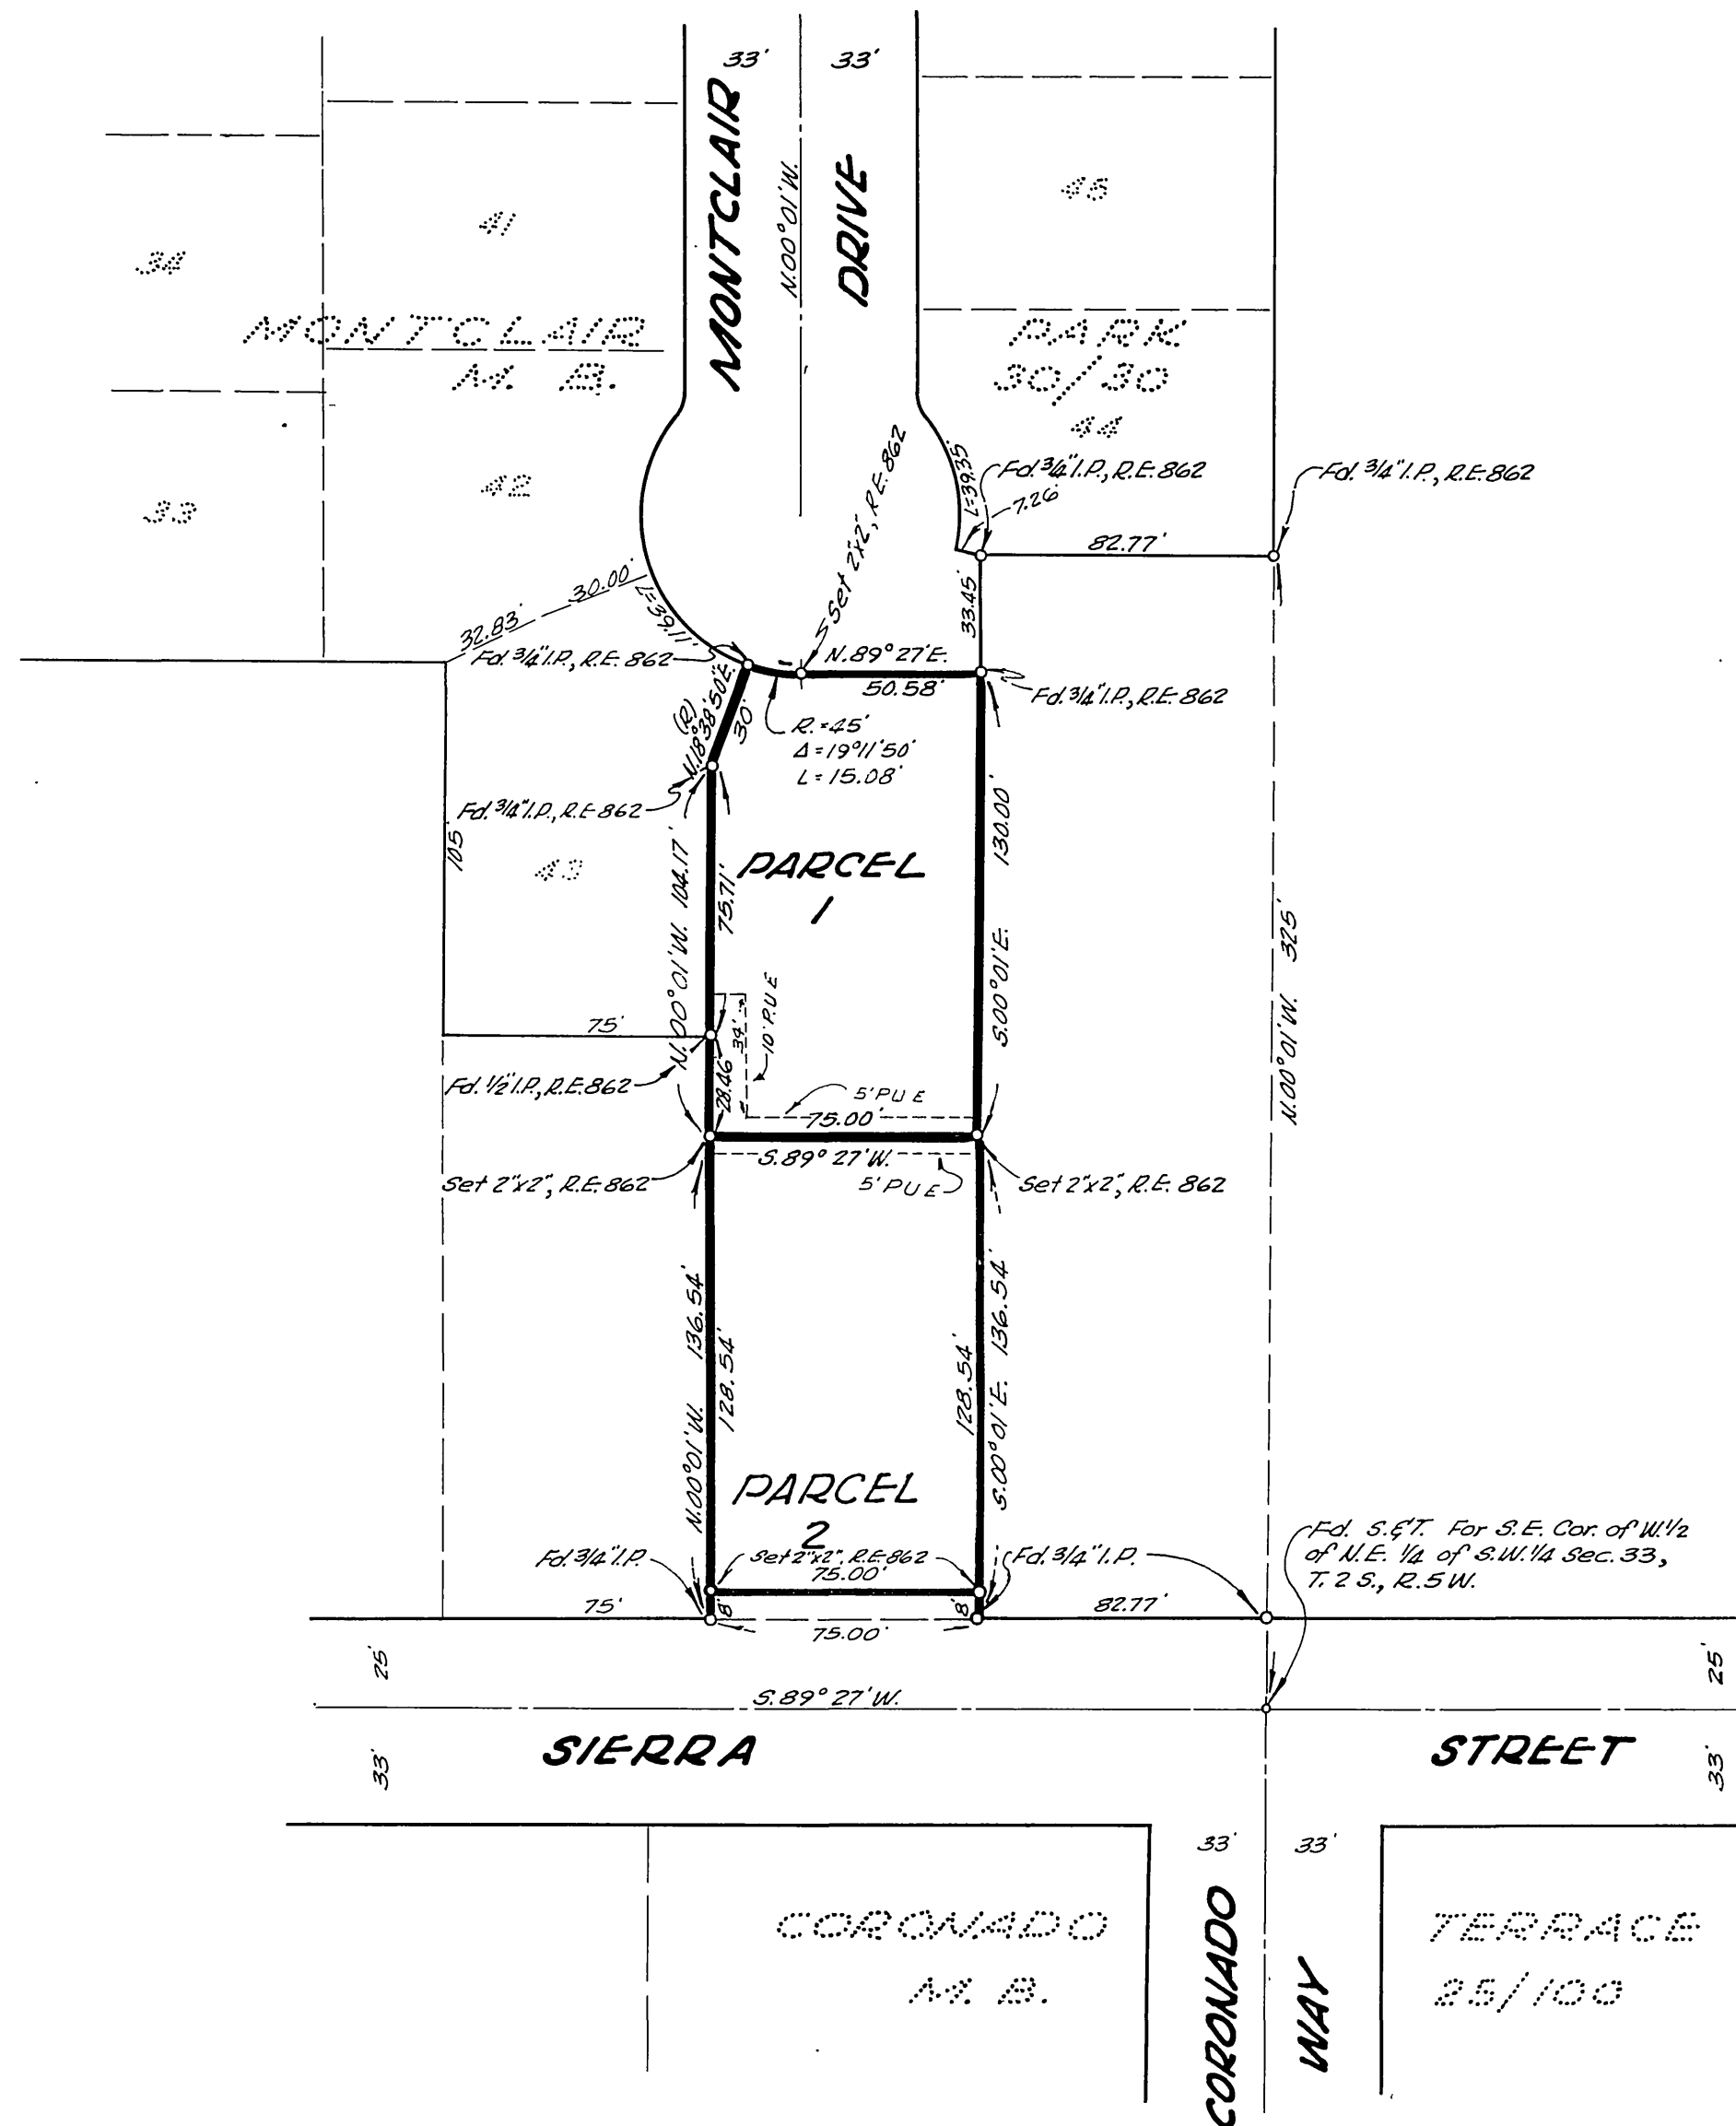 33'
33'
MONTCLAIR
DRIVE
N.00°01'W.
45
41
34
MONTCLAIR
M. B.
PARK
30/30
44
42
33
Set 2"x2", R.E. 862
L=39.35'
Fd. 3/4" I.P., R.E. 862
7.26'
Fd. 3/4" I.P., R.E. 862
82.77'
33.45'
30.00'
32.83'
L=39.11'
Fd. 3/4" I.P., R.E. 862
N.89°27'E.
50.58'
Fd. 3/4" I.P., R.E. 862
(R)
N.18°38'50"E.
30'
R.=45'
Δ=19°11'50"
L=15.08'
Fd. 3/4" I.P., R.E. 862
105'
43
N.00°01'W. 104.17'
75.71'
PARCEL
1
130.00'
S.00°01'E.
N.00°01'W. 325'
75'
34'
10' P.U E
28.46
Fd. 1/2" I.P., R.E. 862
5' P U E
75.00'
S.89°27'W.
5' P U E
Set 2"x2", R.E. 862
Set 2"x2", R.E. 862
N.00°01'W. 136.54'
128.54'
128.54'
S.00°01'E. 136.54'
PARCEL
2
Fd. 3/4" I.P.
Set 2"x2", R.E. 862
75.00'
Fd. 3/4" I.P.
Fd. S.&T. For S.E. Cor. of W.1/2
of N.E. 1/4 of S.W. 1/4 Sec. 33,
T. 2 S., R. 5 W.
75'
8'
75.00'
8'
82.77'
25'
25'
S.89°27'W.
SIERRA
STREET
33'
33'
33'
33'
CORONADO
M. B.
CORONADO
WAY
TERRACE
25/100